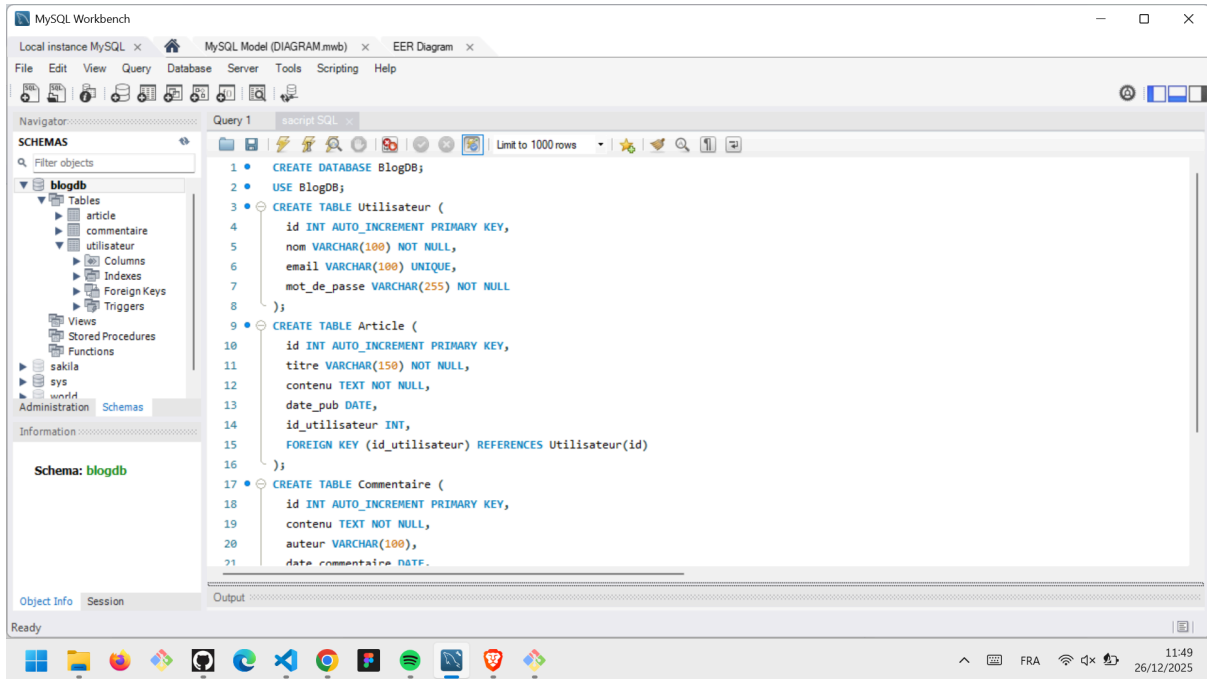 MySQL Workbench
Local instance MySQL × MySQL Model (DIAGRAM.mwb) × EER Diagram ×
File Edit View Query Database Server Tools Scripting Help
Navigator
SCHEMAS
Filter objects
blogdb
Tables
article
commentaire
utilisateur
Columns
Indexes
Foreign Keys
Triggers
Views
Stored Procedures
Functions
sakila
sys
world
Administration Schemas
Information
Schema: blogdb
Object Info Session
Query 1 sacript SQL ×
Limit to 1000 rows
1 CREATE DATABASE BlogDB;
2 USE BlogDB;
3 CREATE TABLE Utilisateur (
4 id INT AUTO_INCREMENT PRIMARY KEY,
5 nom VARCHAR(100) NOT NULL,
6 email VARCHAR(100) UNIQUE,
7 mot_de_passe VARCHAR(255) NOT NULL
8 );
9 CREATE TABLE Article (
10 id INT AUTO_INCREMENT PRIMARY KEY,
11 titre VARCHAR(150) NOT NULL,
12 contenu TEXT NOT NULL,
13 date_pub DATE,
14 id_utilisateur INT,
15 FOREIGN KEY (id_utilisateur) REFERENCES Utilisateur(id)
16 );
17 CREATE TABLE Commentaire (
18 id INT AUTO_INCREMENT PRIMARY KEY,
19 contenu TEXT NOT NULL,
20 auteur VARCHAR(100),
21 date_commentaire DATE,
Output
Ready
FRA
11:49
26/12/2025